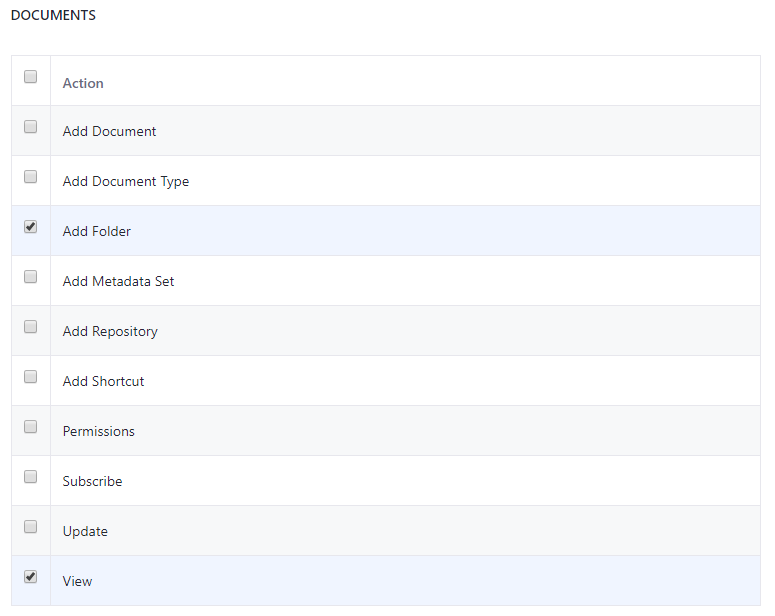 DOCUMENTS
Action
Add Document
Add Document Type
Add Folder
Add Metadata Set
Add Repository
Add Shortcut
Permissions
Subscribe
Update
View